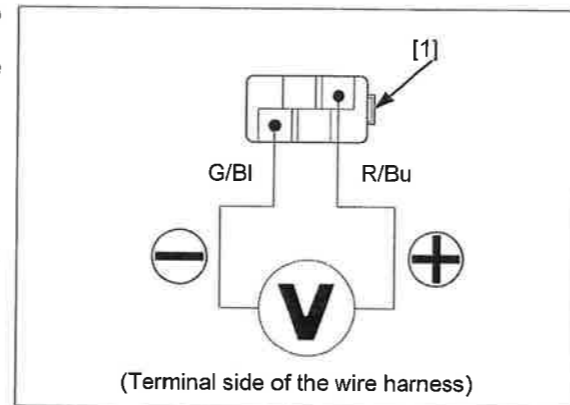 [1]
G/Bl R/Bu
V
(Terminal side of the wire harness)